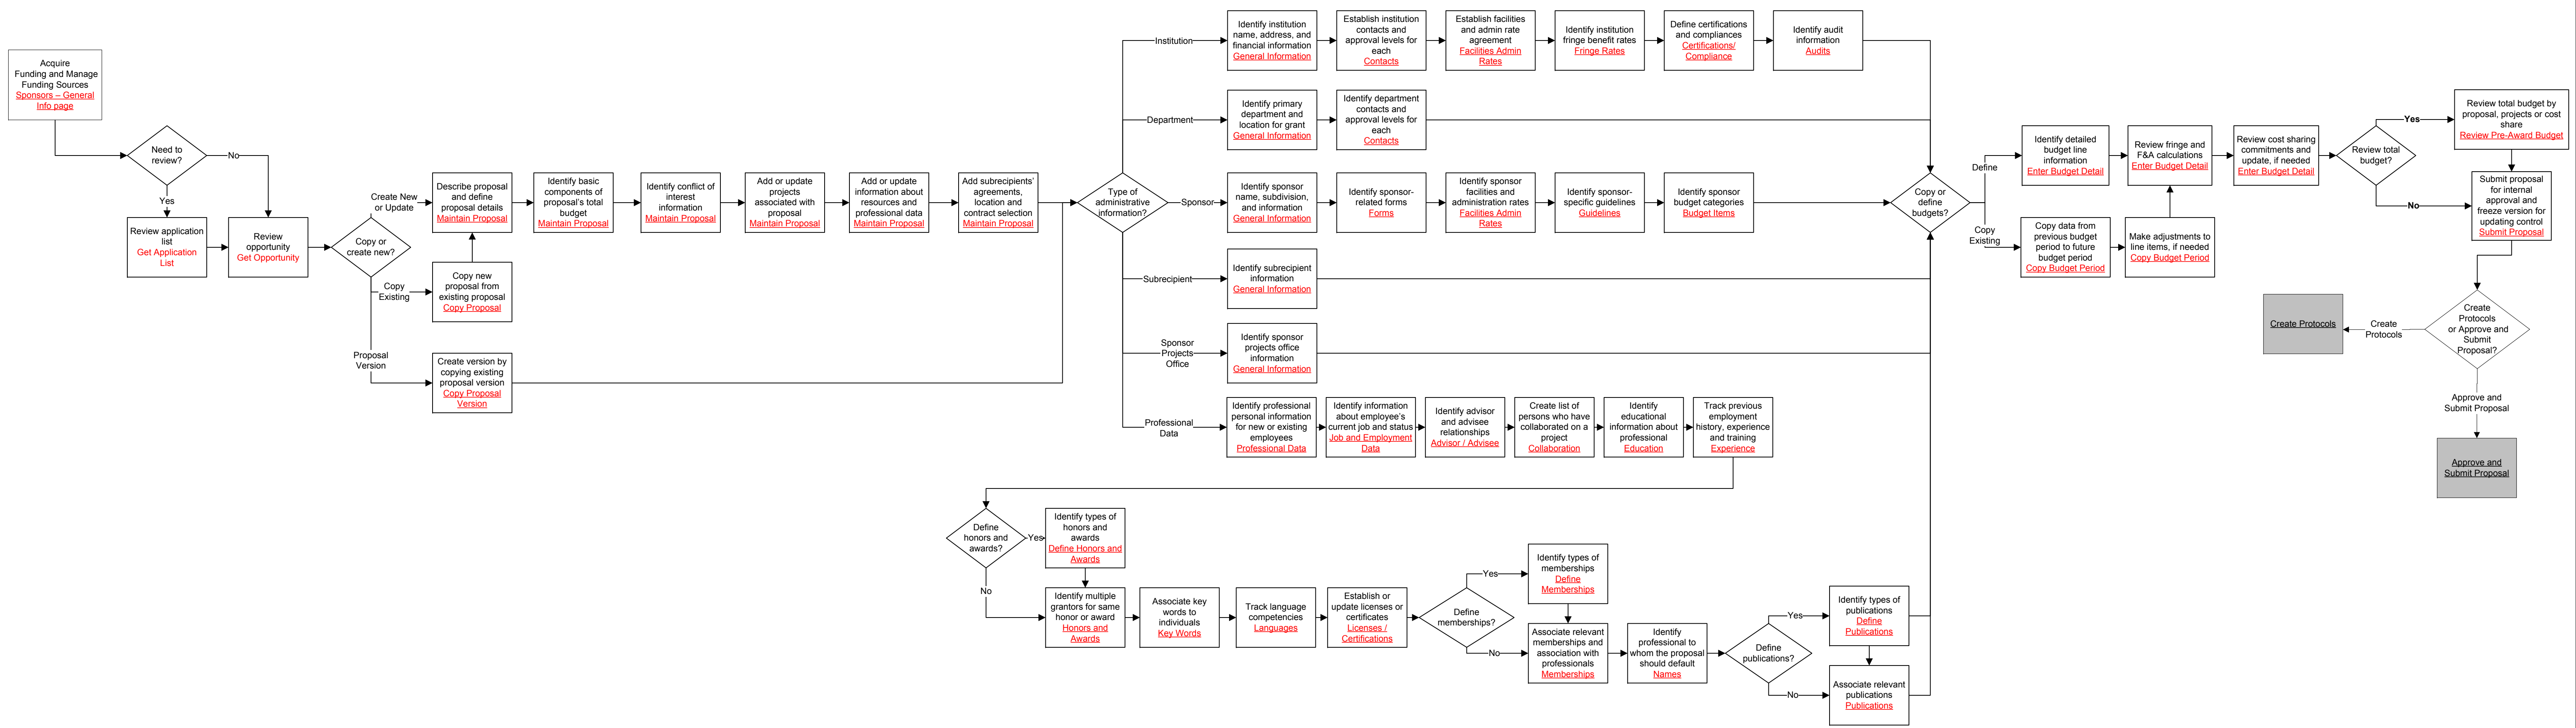 Acquire
Funding and Manage
Funding Sources
Sponsors – General
Info page
Need to
review?
No
Yes
Review application
list
Get Application
List
Review
opportunity
Get Opportunity
Copy or
create new?
Create New
or Update
Copy
Existing
Proposal
Version
Describe proposal
and define
proposal details
Maintain Proposal
Copy new
proposal from
existing proposal
Copy Proposal
Create version by
copying existing
proposal version
Copy Proposal
Version
Identify basic
components of
proposal's total
budget
Maintain Proposal
Identify conflict of
interest
information
Maintain Proposal
Add or update
projects
associated with
proposal
Maintain Proposal
Add or update
information about
resources and
professional data
Maintain Proposal
Add subrecipients'
agreements,
location and
contract selection
Maintain Proposal
Type of
administrative
information?
Institution
Identify institution
name, address, and
financial information
General Information
Establish institution
contacts and
approval levels for
each
Contacts
Establish facilities
and admin rate
agreement
Facilities Admin
Rates
Identify institution
fringe benefit rates
Fringe Rates
Define certifications
and compliances
Certifications/
Compliance
Identify audit
information
Audits
Department
Identify primary
department and
location for grant
General Information
Identify department
contacts and
approval levels for
each
Contacts
Sponsor
Identify sponsor
name, subdivision,
and information
General Information
Identify sponsor-
related forms
Forms
Identify sponsor
facilities and
administration rates
Facilities Admin
Rates
Identify sponsor-
specific guidelines
Guidelines
Identify sponsor
budget categories
Budget Items
Subrecipient
Identify subrecipient
information
General Information
Sponsor
Projects
Office
Identify sponsor
projects office
information
General Information
Professional
Data
Identify professional
personal information
for new or existing
employees
Professional Data
Identify information
about employee's
current job and status
Job and Employment
Data
Identify advisor
and advisee
relationships
Advisor / Advisee
Create list of
persons who have
collaborated on a
project
Collaboration
Identify
educational
information about
professional
Education
Track previous
employment
history, experience
and training
Experience
Define
honors and
awards?
Yes
No
Identify types of
honors and
awards
Define Honors and
Awards
Identify multiple
grantors for same
honor or award
Honors and
Awards
Associate key
words to
individuals
Key Words
Track language
competencies
Languages
Establish or
update licenses or
certificates
Licenses /
Certifications
Define
memberships?
Yes
No
Identify types of
memberships
Define
Memberships
Associate relevant
memberships and
association with
professionals
Memberships
Identify
professional to
whom the proposal
should default
Names
Define
publications?
Yes
No
Identify types of
publications
Define
Publications
Associate relevant
publications
Publications
Copy or
define
budgets?
Define
Copy
Existing
Identify detailed
budget line
information
Enter Budget Detail
Review fringe and
F&A calculations
Enter Budget Detail
Review cost sharing
commitments and
update, if needed
Enter Budget Detail
Copy data from
previous budget
period to future
budget period
Copy Budget Period
Make adjustments to
line items, if needed
Copy Budget Period
Review total
budget?
Yes
No
Review total budget by
proposal, projects or cost
share
Review Pre-Award Budget
Submit proposal
for internal
approval and
freeze version for
updating control
Submit Proposal
Create
Protocols
or Approve and
Submit
Proposal?
Create
Protocols
Create Protocols
Approve and
Submit Proposal
Approve and
Submit Proposal